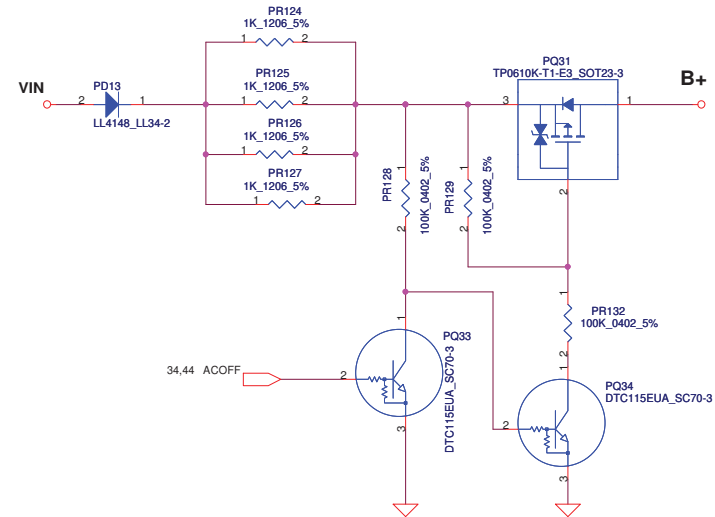 PR124
1K_1206_5%
1 2
VIN
2
PD13
1
LL4148_LL34-2
PR125
1K_1206_5%
1 2
PR126
1K_1206_5%
1 2
PR127
1K_1206_5%
1 2
PQ31
TP0610K-T1-E3_SOT23-3
3
1
B+
2
1
PR128
100K_0402_5%
2
1
PR129
100K_0402_5%
2
1
PR132
100K_0402_5%
2
34,44 ACOFF
2
1
PQ33
DTC115EUA_SC70-3
3
1
PQ34
DTC115EUA_SC70-3
2
3